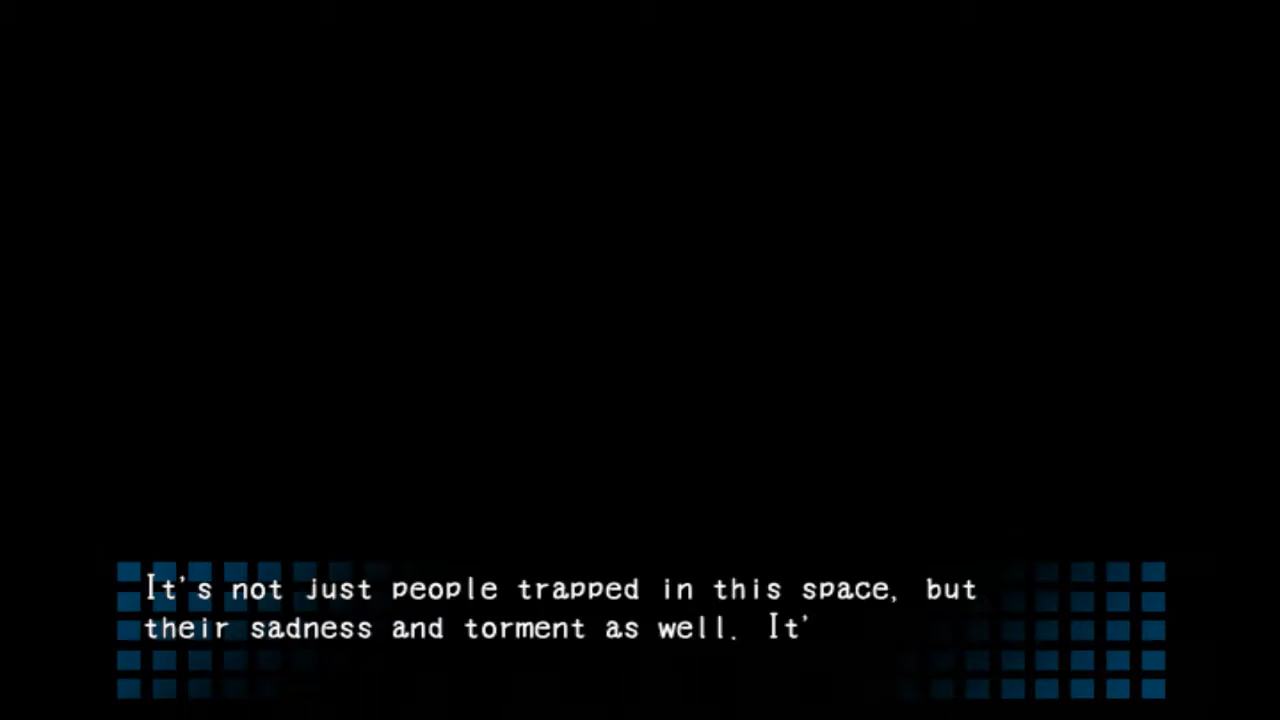 It's not just people trapped in this space, but
their sadness and torment as well. It'